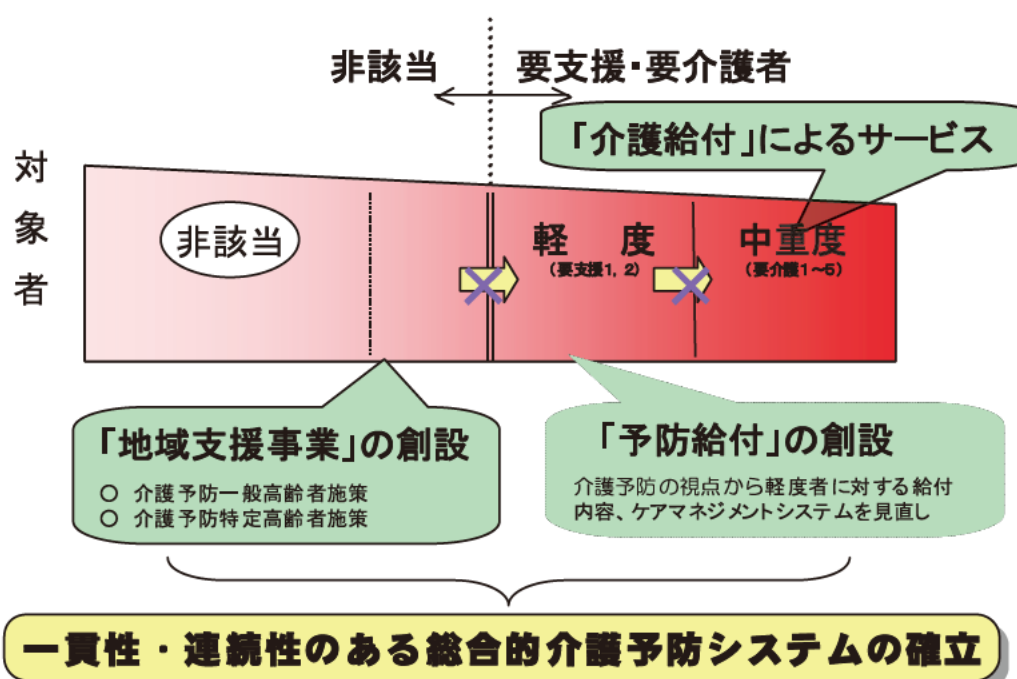 非該当 要支援・要介護者
「介護給付」によるサービス
対象者
非該当
軽 度
(要支援1, 2)
中重度
(要介護1~5)
「地域支援事業」の創設
○ 介護予防一般高齢者施策
○ 介護予防特定高齢者施策
「予防給付」の創設
介護予防の視点から軽度者に対する給付
内容、ケアマネジメントシステムを見直し
一貫性・連続性のある総合的介護予防システムの確立